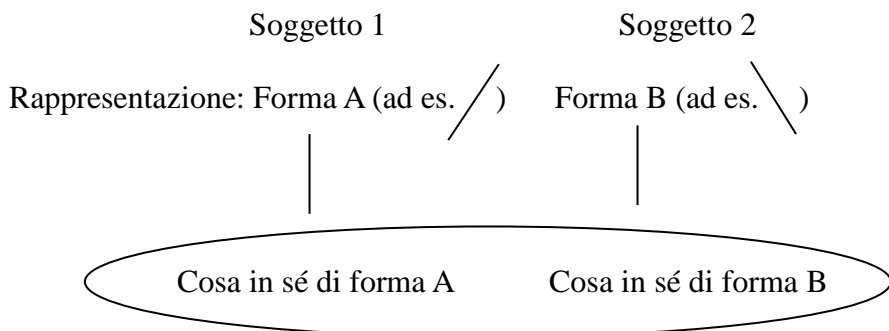 Soggetto 1 Soggetto 2
Rappresentazione: Forma A (ad es. ) Forma B (ad es. )
Cosa in sé di forma A Cosa in sé di forma B